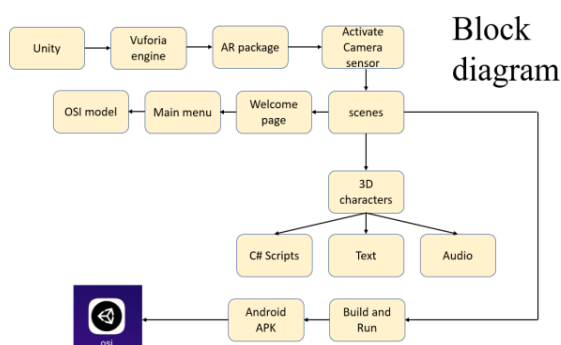 Block
diagram
Unity
Vuforia
engine
AR package
Activate
Camera
sensor
OSI model
Main menu
Welcome
page
scenes
3D
characters
C# Scripts
Text
Audio
Android
APK
Build and
Run
osi